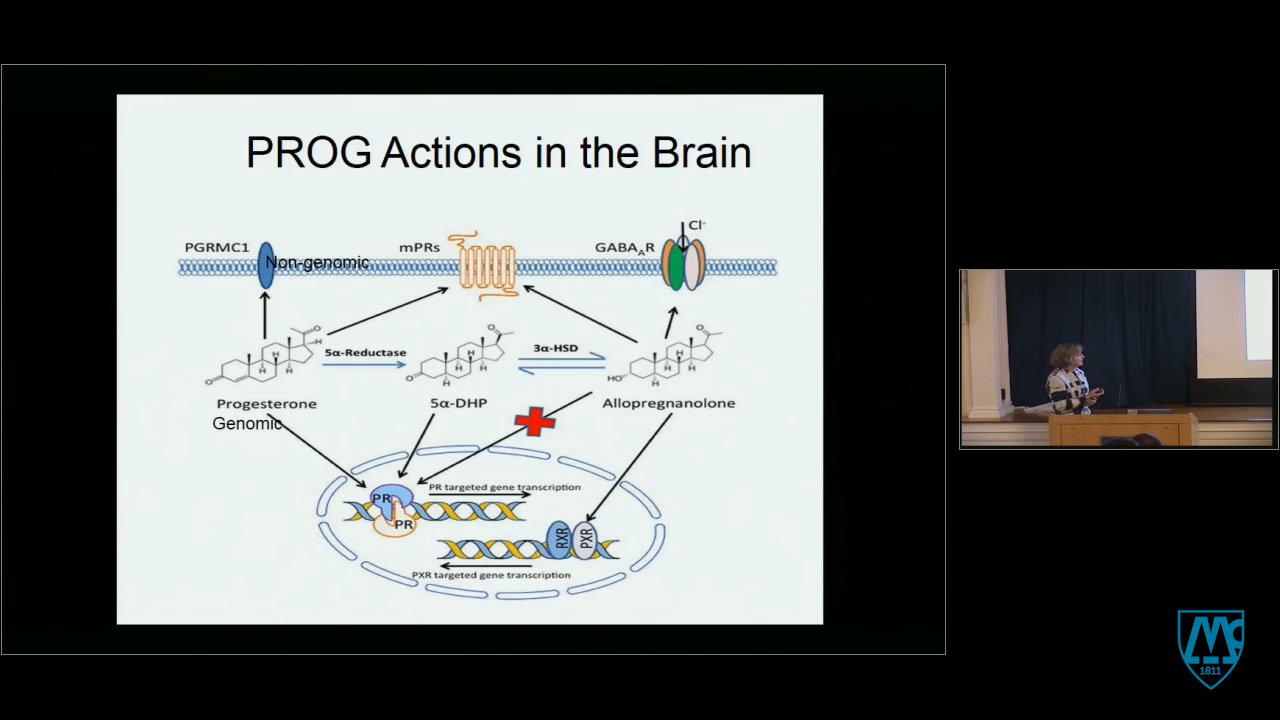 PROG Actions in the Brain
Cl-
PGRMC1
mPRs
GABAAR
Non-genomic
O
H
H
H
H
O
5α-Reductase
O
H
H
H
O
3α-HSD
O
H
H
H
HO
Progesterone
5α-DHP
Allopregnanolone
Genomic
PR targeted gene transcription
PR
PR
RXR
PXR
PXR targeted gene transcription
1811